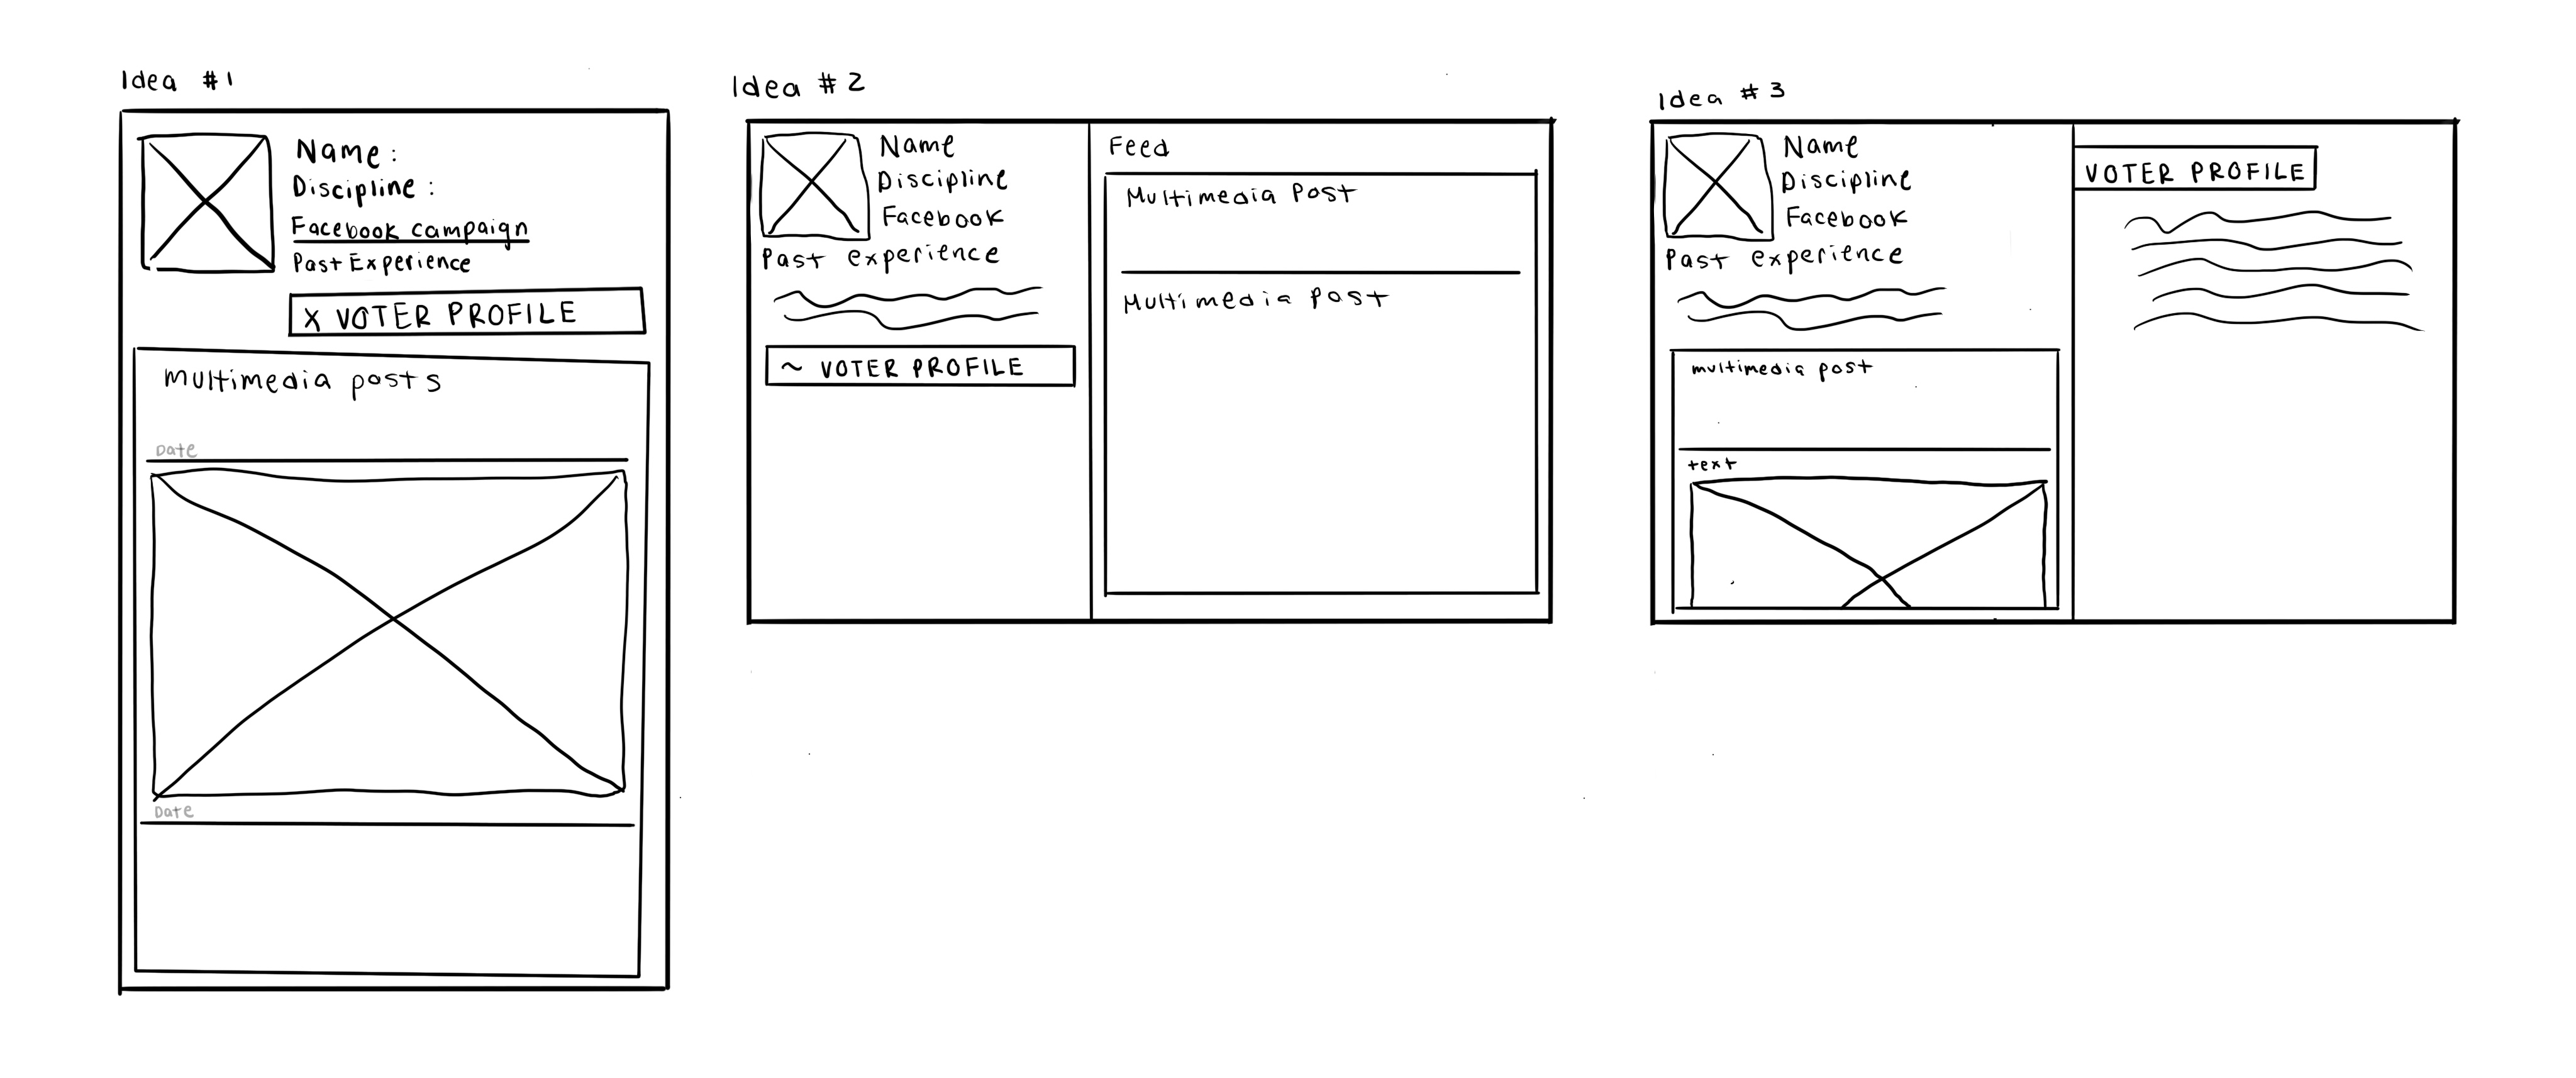 Idea #1
Name:
Discipline:
Facebook campaign
Past Experience
X VOTER PROFILE
multimedia posts
Date
Date
Idea #2
Name
Discipline
Facebook
Past experience
~ VOTER PROFILE
Feed
Multimedia Post
Multimedia Post
Idea #3
Name
Discipline
Facebook
Past experience
multimedia post
text
VOTER PROFILE